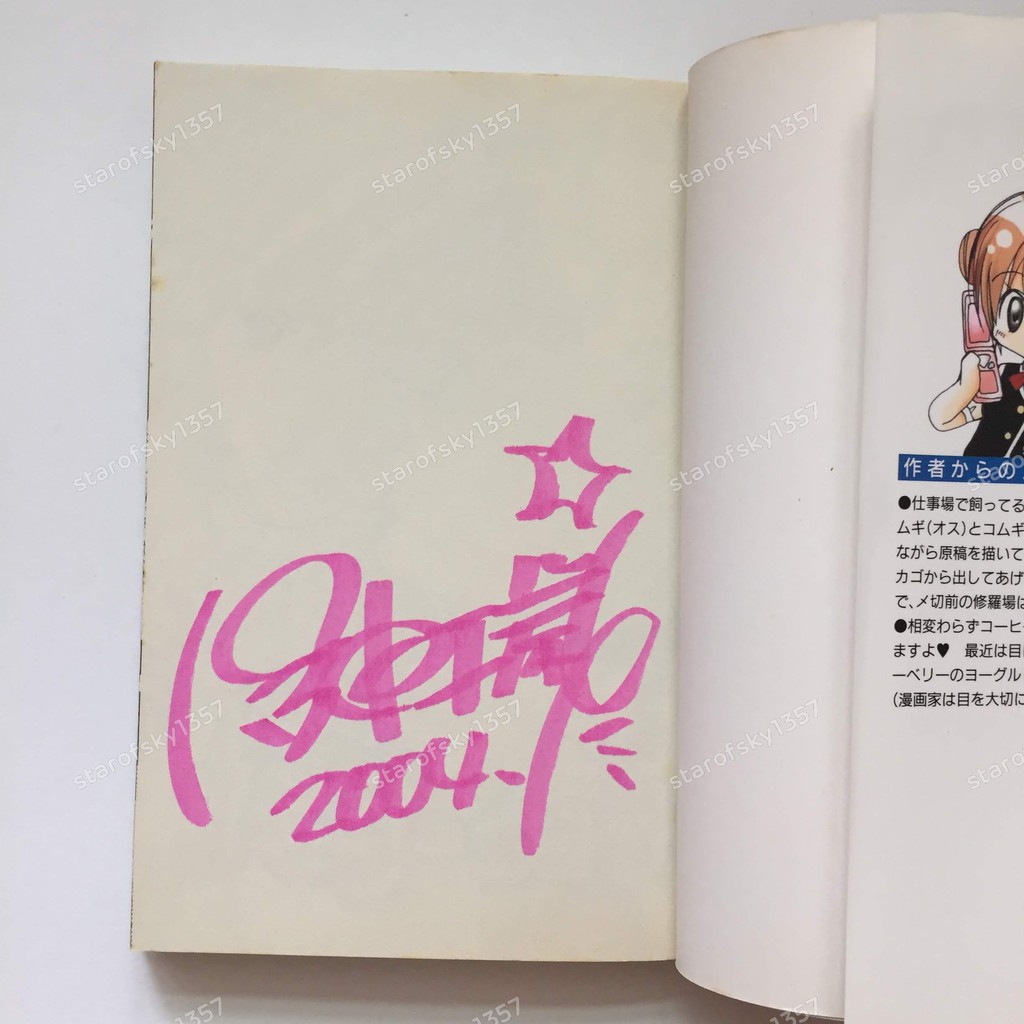 2004.
作者からの
●仕事場で飼ってる
ムギ(オス)とコムギ
ながら原稿を描いて
カゴから出してあげ
で、〆切前の修羅場に
●相変わらずコーヒ
ますよ♥ 最近は目に
ーベリーのヨーグル
(漫画家は目を大切に
starofsky1357